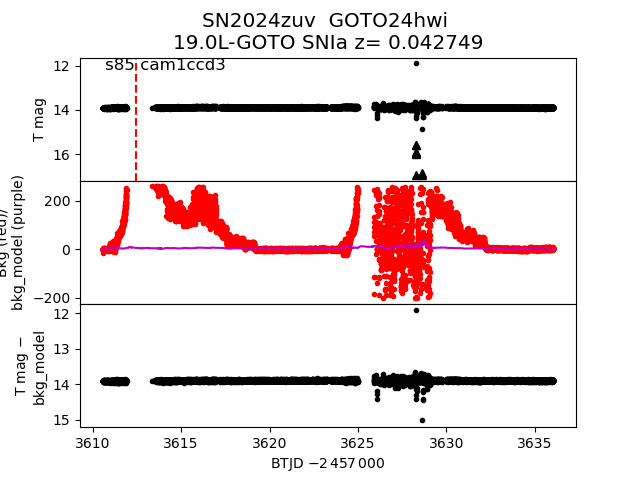 SN2024zuv  GOTO24hwi
19.0L-GOTO SNIa z= 0.042749
s85 cam1ccd3
12
14
16
T mag
200
0
−200
Bkg (red)/
bkg_model (purple)
12
13
14
15
T mag −
bkg_model
3610 3615 3620 3625 3630 3635
BTJD −2 457 000